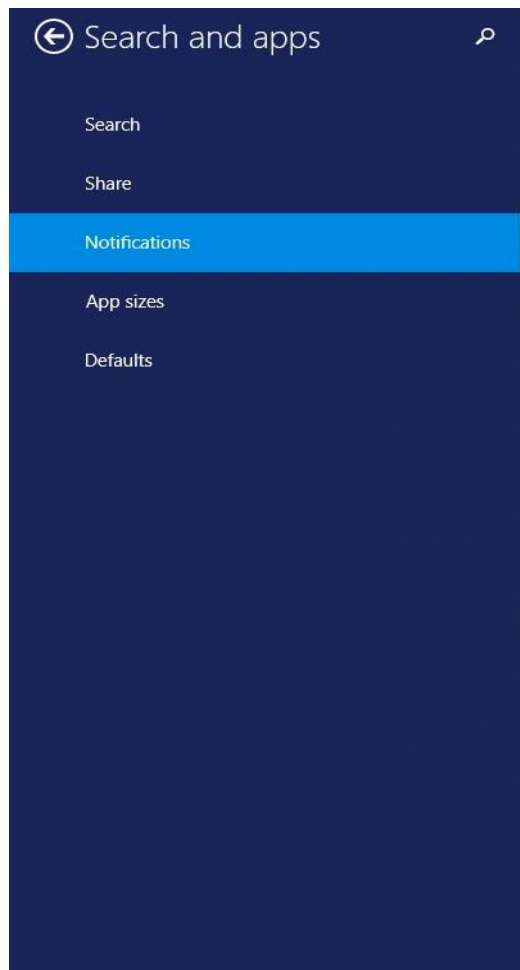 Search and apps
Search
Share
Notifications
App sizes
Defaults